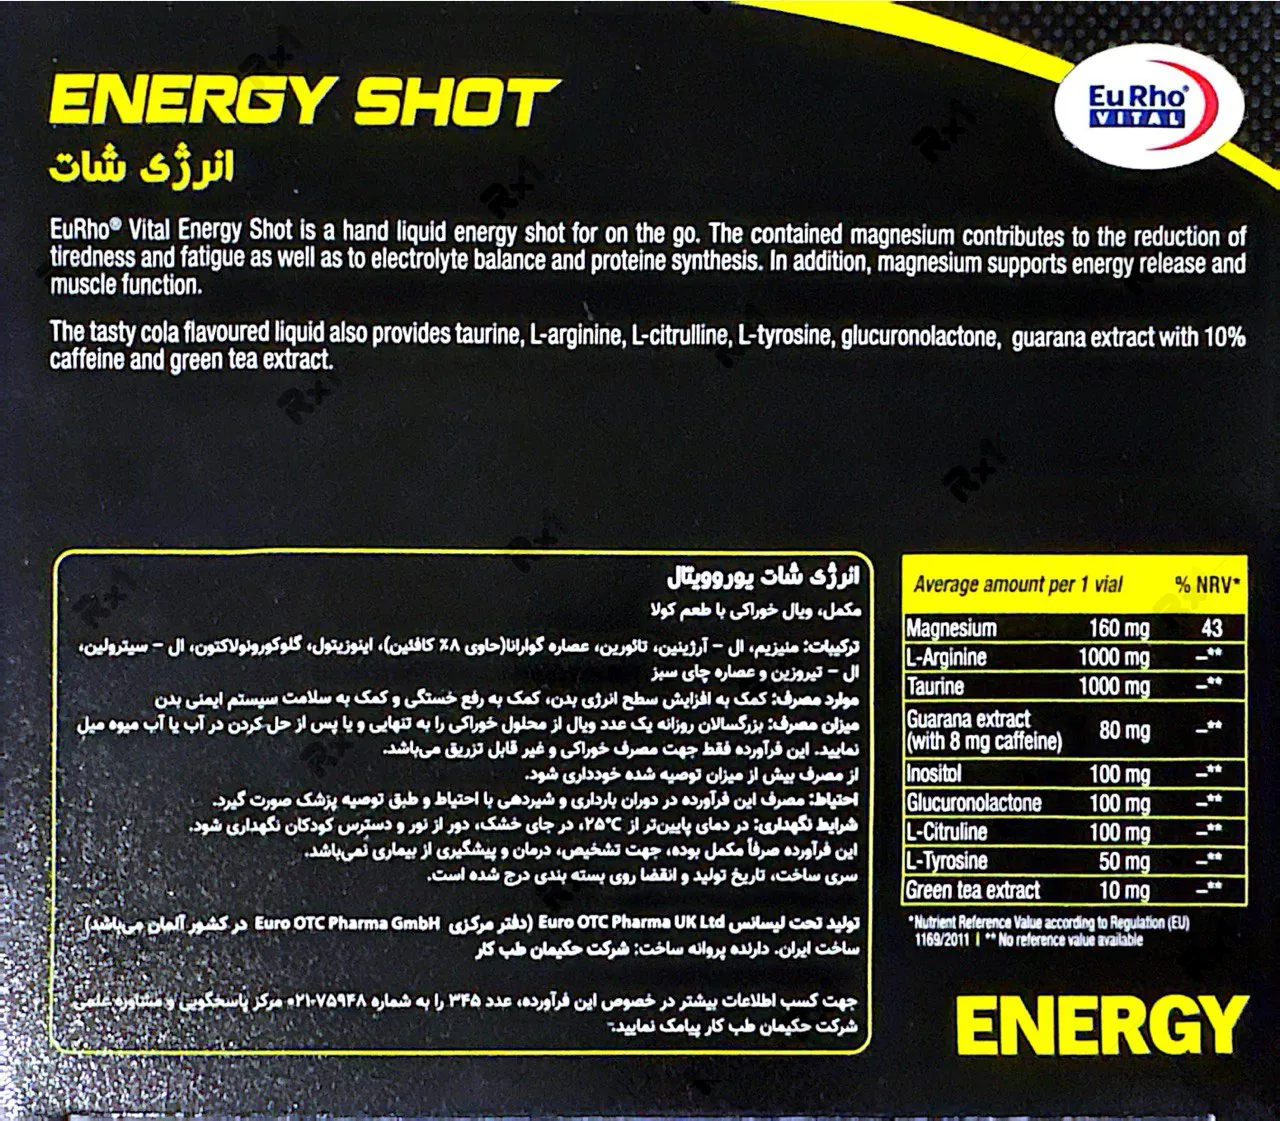 ENERGY SHOT
انرژی شات
EuRho® VITAL
EuRho® Vital Energy Shot is a hand liquid energy shot for on the go. The contained magnesium contributes to the reduction of
tiredness and fatigue as well as to electrolyte balance and proteine synthesis. In addition, magnesium supports energy release and
muscle function.
The tasty cola flavoured liquid also provides taurine, L-arginine, L-citrulline, L-tyrosine, glucuronolactone, guarana extract with 10%
caffeine and green tea extract.
انرژی شات یوروویتال
مکمل، ویال خوراکی با طعم کولا
ترکیبات: منیزیم، ال – آرژنین، تائورین، عصاره گوارانا(حاوی ۸٪ کافئین)، اینوزیتول، گلوکورونولاکتون، ال – سیترولین،
ال – تیروزین و عصاره چای سبز
موارد مصرف: کمک به افزایش سطح انرژی بدن، کمک به رفع خستگی و کمک به سلامت سیستم ایمنی بدن
میزان مصرف: بزرگسالان روزانه یک عدد ویال از محلول خوراکی را به تنهایی و یا پس از حل کردن در آب یا آب میوه میل
نمایید. این فرآورده فقط جهت مصرف خوراکی و غیر قابل تزریق می‌باشد.
از مصرف بیش از میزان توصیه شده خودداری شود.
احتیاط: مصرف این فرآورده در دوران بارداری و شیردهی با احتیاط و طبق توصیه پزشک صورت گیرد.
شرایط نگهداری: در دمای پایین‌تر از ۲۵°C، در جای خشک، دور از نور و دسترس کودکان نگهداری شود.
این فرآورده صرفاً مکمل بوده، جهت تشخیص، درمان و پیشگیری از بیماری نمی‌باشد.
سری ساخت، تاریخ تولید و انقضا روی بسته بندی درج شده است.
تولید تحت لیسانس Euro OTC Pharma UK Ltd (دفتر مرکزی Euro OTC Pharma GmbH در کشور آلمان می‌باشد)
ساخت ایران. دارنده پروانه ساخت: شرکت حکیمان طب کار
جهت کسب اطلاعات بیشتر در خصوص این فرآورده، عدد ۳۴۵ را به شماره ۰۲۱-۷۵۹۴۸ مرکز پاسخگویی و مشاوره علمی
شرکت حکیمان طب کار پیامک نمایید.
Average amount per 1 vial % NRV*
Magnesium 160 mg 43
L-Arginine 1000 mg –**
Taurine 1000 mg –**
Guarana extract
(with 8 mg caffeine) 80 mg –**
Inositol 100 mg –**
Glucuronolactone 100 mg –**
L-Citruline 100 mg –**
L-Tyrosine 50 mg –**
Green tea extract 10 mg –**
*Nutrient Reference Value according to Regulation (EU)
1169/2011 | ** No reference value available
ENERGY
Rx1
Rx1
Rx1
Rx1
Rx1
Rx1
Rx1
Rx1
Rx1